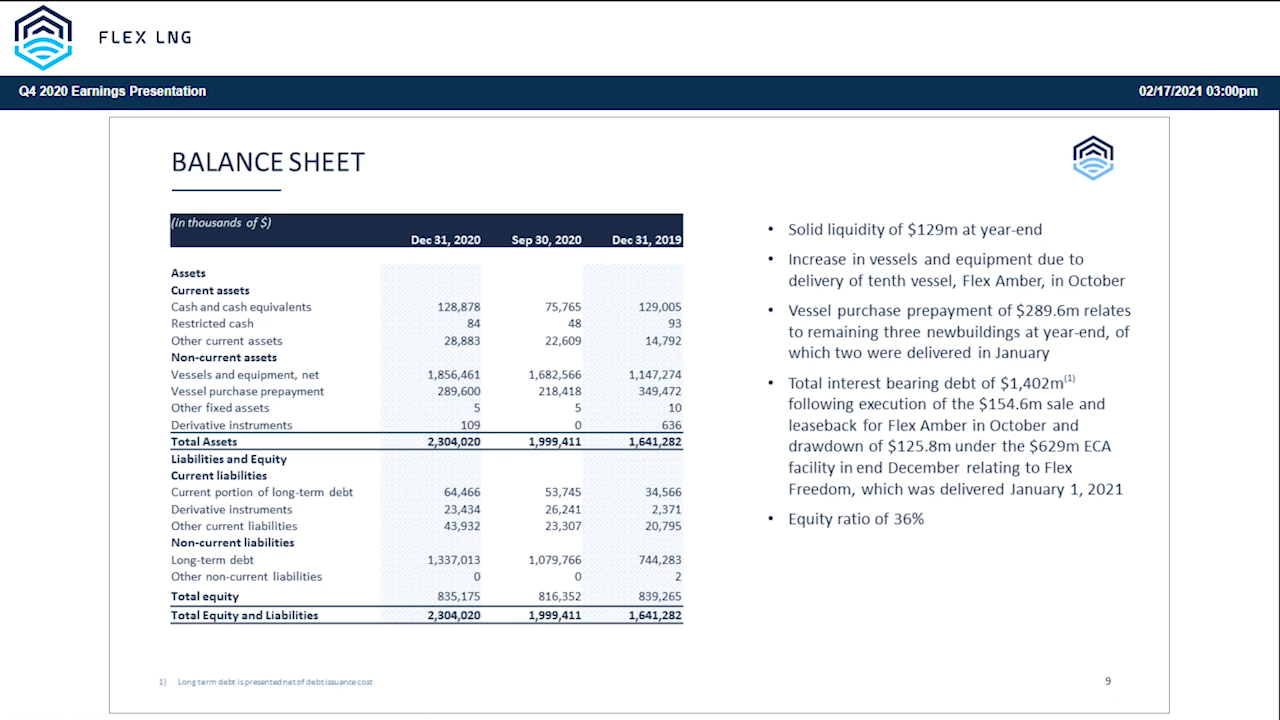 FLEX LNG
Q4 2020 Earnings Presentation 02/17/2021 03:00pm
BALANCE SHEET
(in thousands of $)
Dec 31, 2020 Sep 30, 2020 Dec 31, 2019
Assets
Current assets
Cash and cash equivalents 128,878 75,765 129,005
Restricted cash 84 48 93
Other current assets 28,883 22,609 14,792
Non-current assets
Vessels and equipment, net 1,856,461 1,682,566 1,147,274
Vessel purchase prepayment 289,600 218,418 349,472
Other fixed assets 5 5 10
Derivative instruments 109 0 636
Total Assets 2,304,020 1,999,411 1,641,282
Liabilities and Equity
Current liabilities
Current portion of long-term debt 64,466 53,745 34,566
Derivative instruments 23,434 26,241 2,371
Other current liabilities 43,932 23,307 20,795
Non-current liabilities
Long-term debt 1,337,013 1,079,766 744,283
Other non-current liabilities 0 0 2
Total equity 835,175 816,352 839,265
Total Equity and Liabilities 2,304,020 1,999,411 1,641,282
• Solid liquidity of $129m at year-end
• Increase in vessels and equipment due to
delivery of tenth vessel, Flex Amber, in October
• Vessel purchase prepayment of $289.6m relates
to remaining three newbuildings at year-end, of
which two were delivered in January
• Total interest bearing debt of $1,402m(1)
following execution of the $154.6m sale and
leaseback for Flex Amber in October and
drawdown of $125.8m under the $629m ECA
facility in end December relating to Flex
Freedom, which was delivered January 1, 2021
• Equity ratio of 36%
1) Long term debt is presented net of debt issuance cost
9